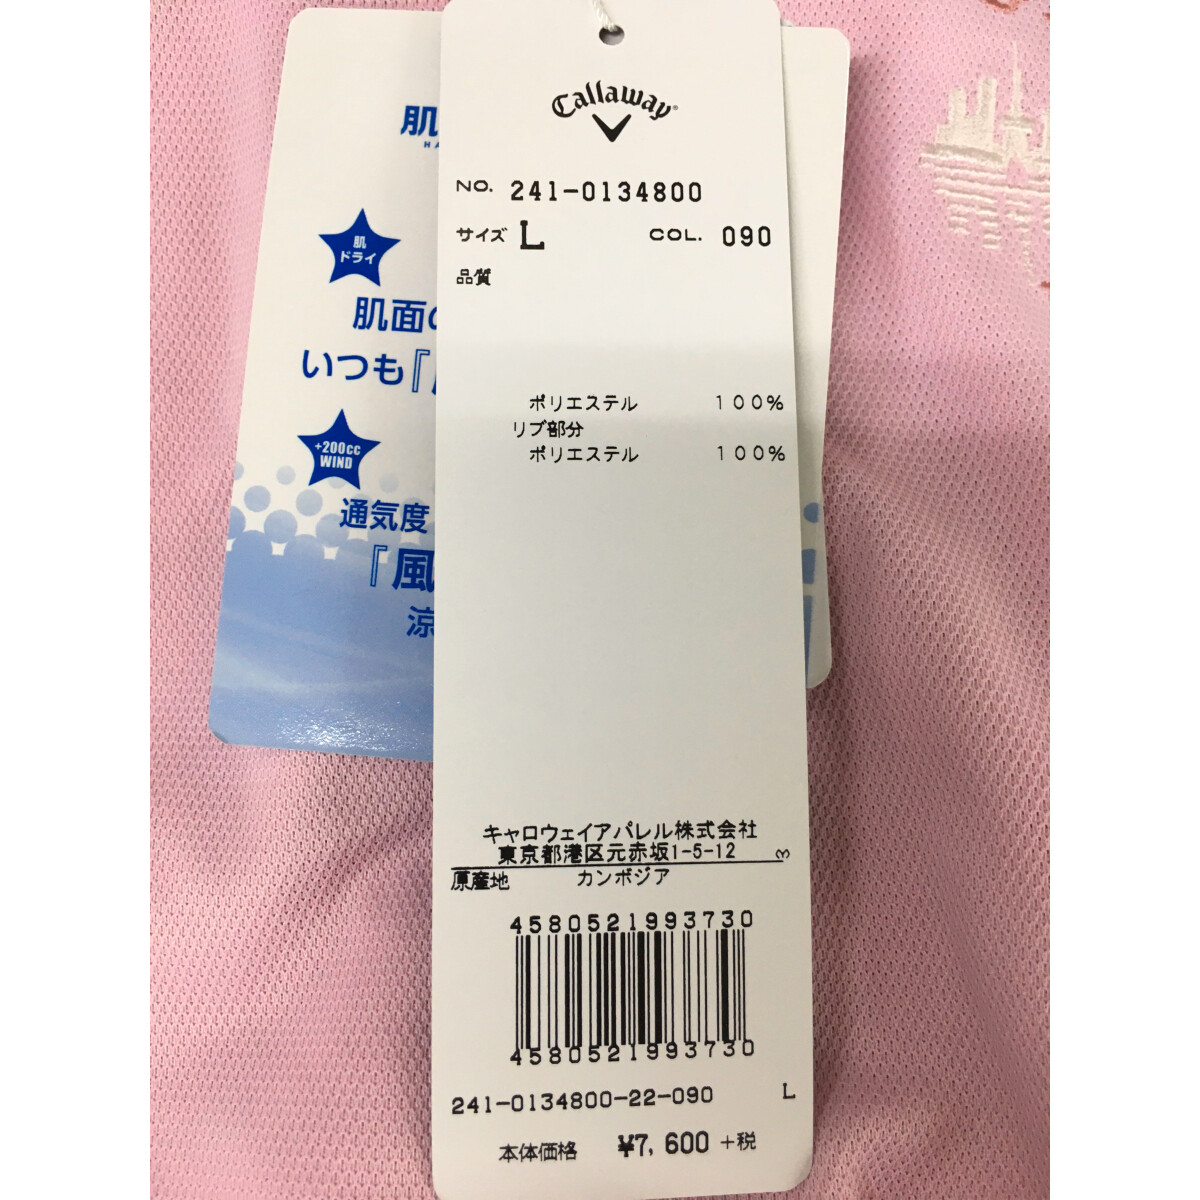 Callaway
NO. 241-0134800
サイズ L COL. 090
品質
ポリエステル 100%
リブ部分
ポリエステル 100%
キャロウェイアパレル株式会社
東京都港区元赤坂1-5-12
原産地 カンボジア
4580521993730
4580521993730
241-0134800-22-090 L
本体価格 ¥7,600+税
肌
肌
ドライ
肌面の
いつも『
+200cc
WIND
通気度
『風
涼